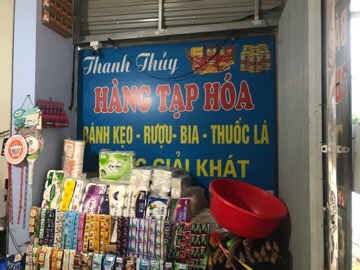 Thanh Thúy
HÀNG TẠP HÓA
BÁNH KẸO - RƯỢU - BIA - THUỐC LÁ
GIẢI KHÁT